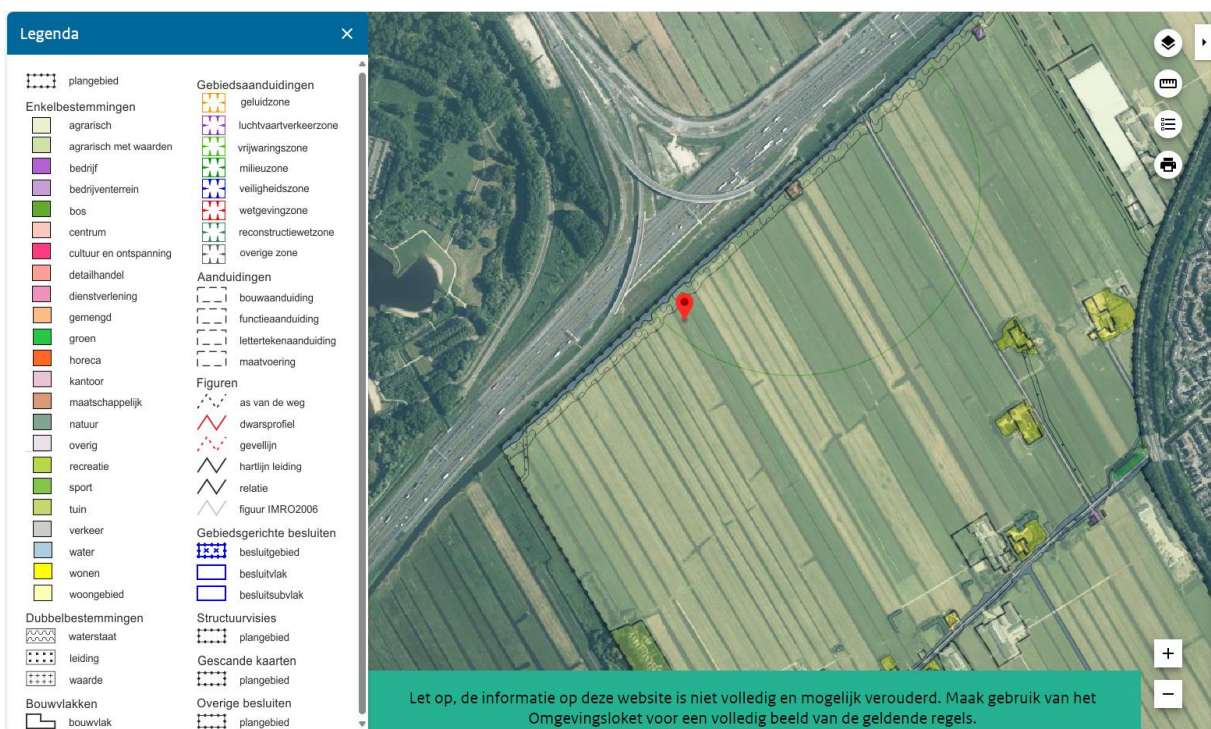 Legenda
plangebied
Enkelbestemmingen
agrarisch
agrarisch met waarden
bedrijf
bedrijventerrein
bos
centrum
cultuur en ontspanning
detailhandel
dienstverlening
gemengd
groen
horeca
kantoor
maatschappelijk
natuur
overig
recreatie
sport
tuin
verkeer
water
wonen
woongebied
Dubbelbestemmingen
waterstaat
leiding
waarde
Bouwvlakken
bouwvlak
Gebiedsaanduidingen
geluidzone
luchtvaartverkeerzone
vrijwaringszone
milieuzone
veiligheidszone
wetgevingzone
reconstructiewetzone
overige zone
Aanduidingen
bouwaanduiding
functieaanduiding
lettertekenaanduiding
maatvoering
Figuren
as van de weg
dwarsprofiel
gevellijn
hartlijn leiding
relatie
figuur IMRO2006
Gebiedsgerichte besluiten
besluitgebied
besluitvlak
besluitsubvlak
Structuurvisies
plangebied
Gescande kaarten
plangebied
Overige besluiten
plangebied
Let op, de informatie op deze website is niet volledig en mogelijk verouderd. Maak gebruik van het
Omgevingsloket voor een volledig beeld van de geldende regels.